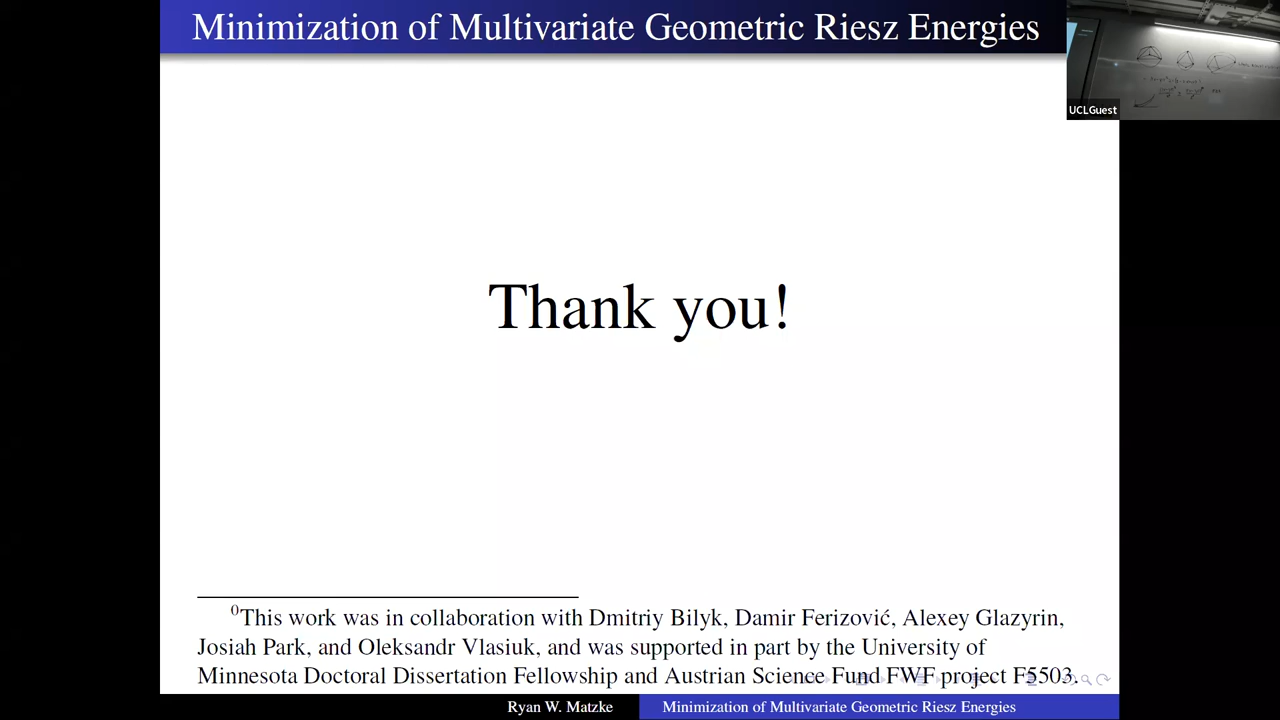 Minimization of Multivariate Geometric Riesz Energies
UCLGuest
Thank you!
0This work was in collaboration with Dmitriy Bilyk, Damir Ferizović, Alexey Glazyrin,
Josiah Park, and Oleksandr Vlasiuk, and was supported in part by the University of
Minnesota Doctoral Dissertation Fellowship and Austrian Science Fund FWF project F5503.
Ryan W. Matzke
Minimization of Multivariate Geometric Riesz Energies